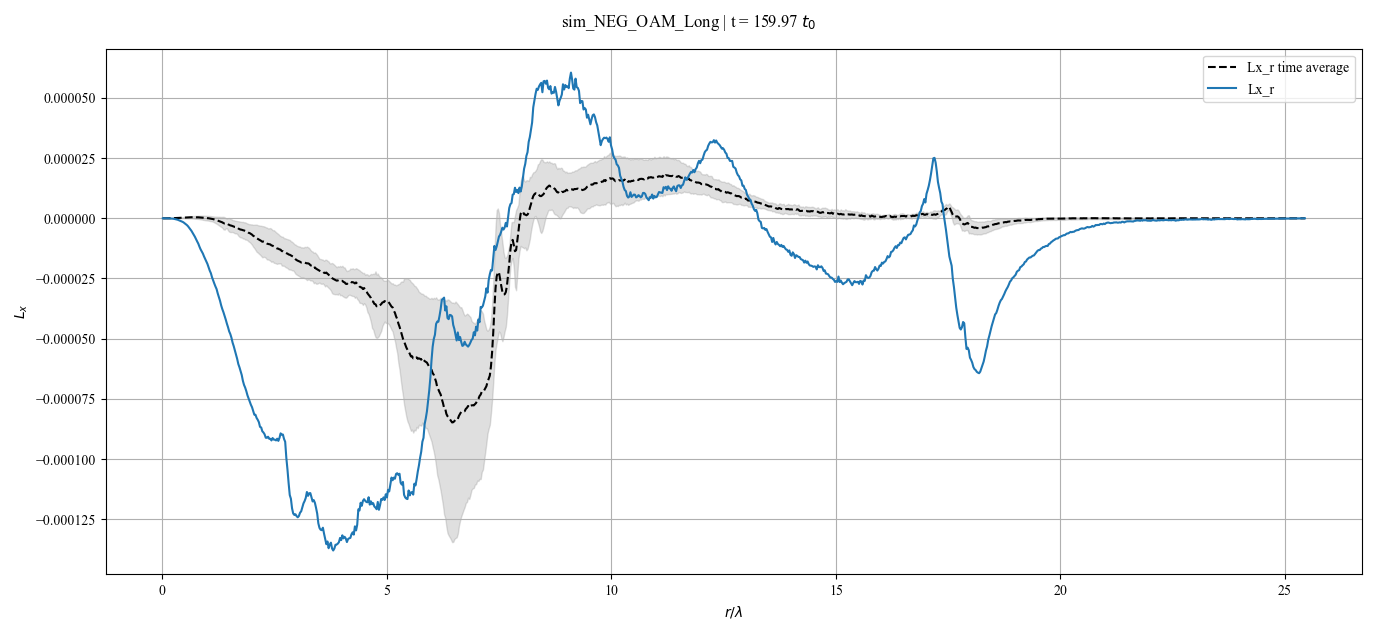 sim_NEG_OAM_Long | t = 159.97 t₀
Lx_r time average
Lx_r
0.000050
0.000025
0.000000
−0.000025
−0.000050
−0.000075
−0.000100
−0.000125
Lₓ
0 5 10 15 20 25
r/λ